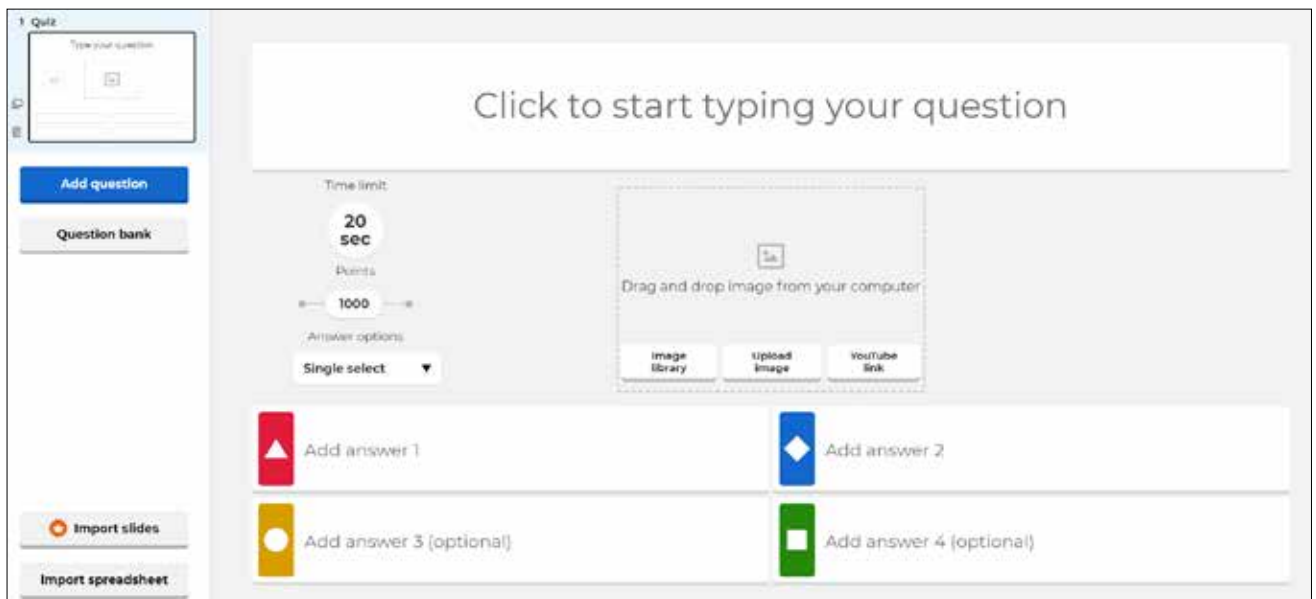 1 Quiz
Type your question
Add question
Question bank
Import slides
Import spreadsheet
Click to start typing your question
Time limit
20
sec
Points
1000
Answer options
Single select
Drag and drop image from your computer
Image
library
Upload
image
YouTube
link
Add answer 1
Add answer 2
Add answer 3 (optional)
Add answer 4 (optional)